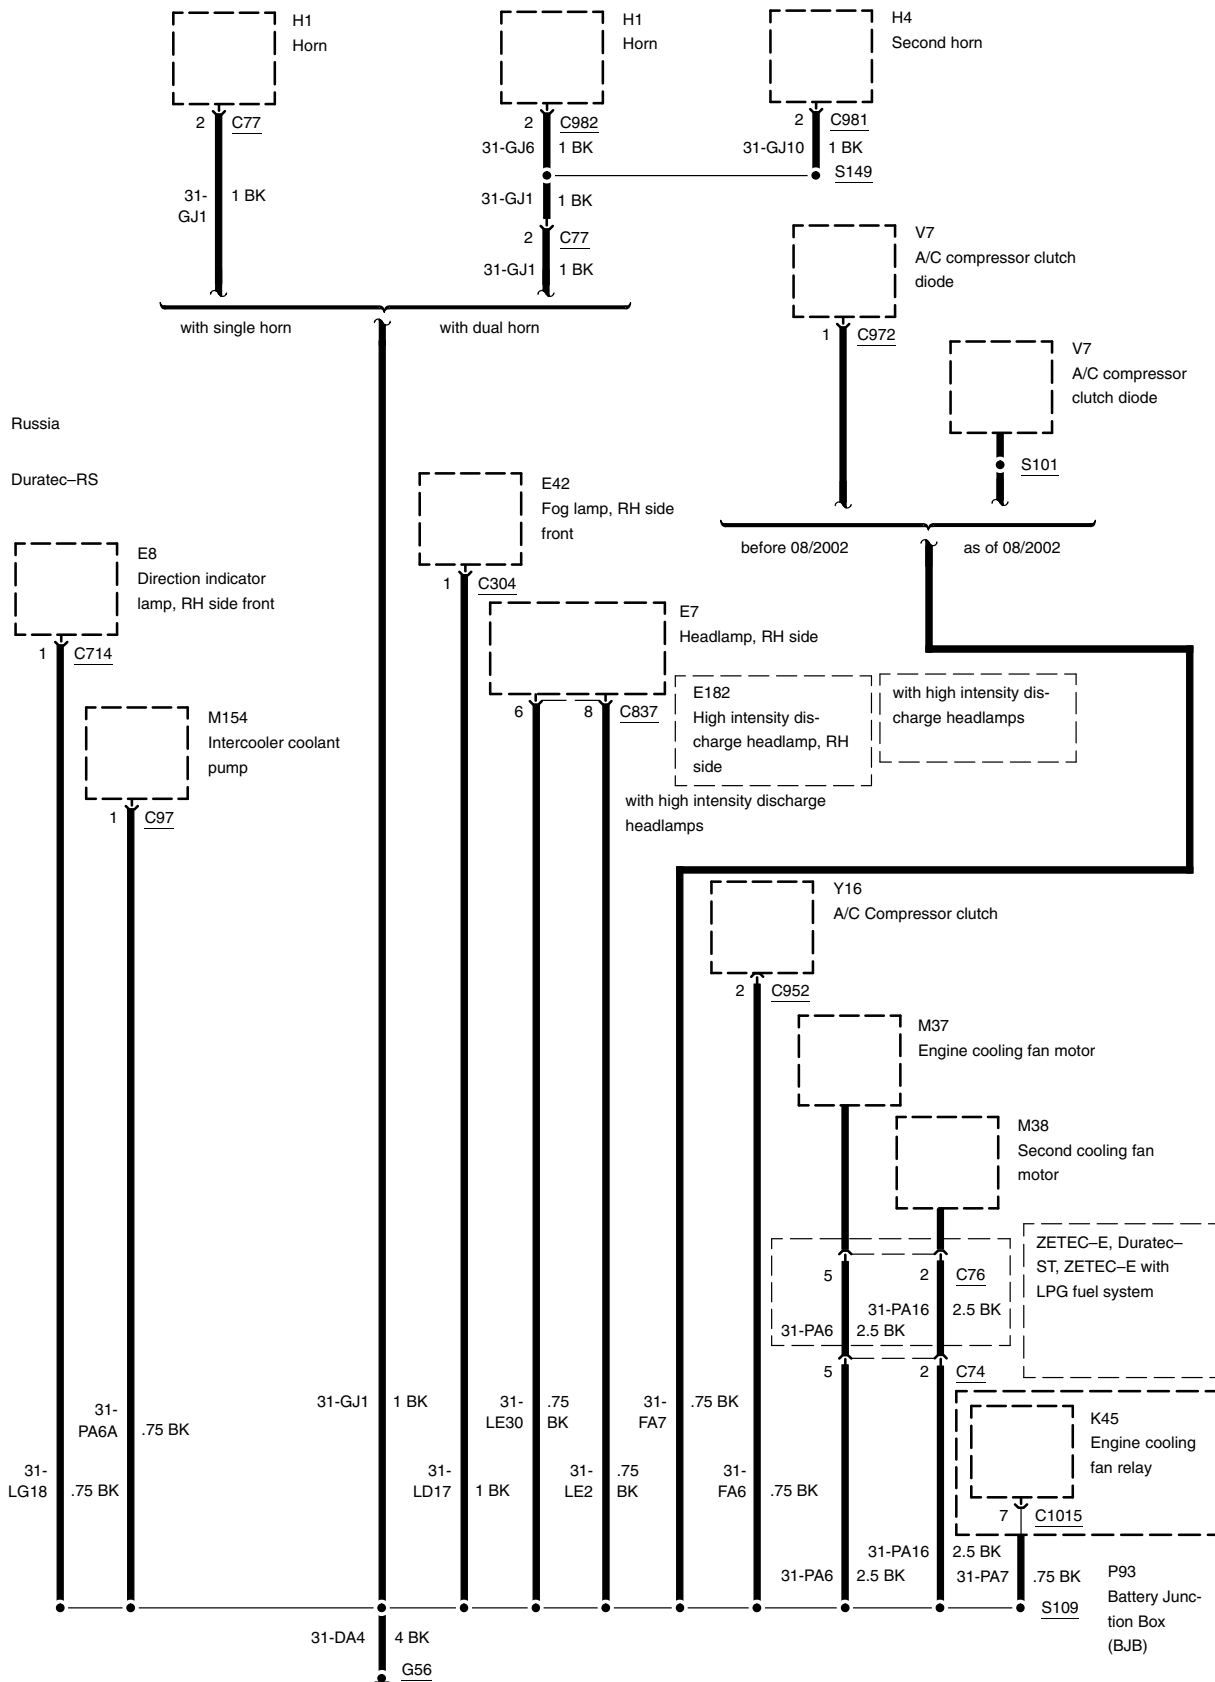 H1
Horn
2 C77
31-
GJ1
1 BK
H1
Horn
2 C982
31-GJ6 1 BK
31-GJ1 1 BK
2 C77
31-GJ1 1 BK
H4
Second horn
2 C981
31-GJ10 1 BK
S149
with single horn
with dual horn
V7
A/C compressor clutch
diode
1 C972
V7
A/C compressor
clutch diode
S101
before 08/2002
as of 08/2002
Russia
Duratec–RS
E8
Direction indicator
lamp, RH side front
1 C714
M154
Intercooler coolant
pump
1 C97
E42
Fog lamp, RH side
front
1 C304
E7
Headlamp, RH side
6 8 C837
E182
High intensity dis-
charge headlamp, RH
side
with high intensity discharge
headlamps
with high intensity dis-
charge headlamps
Y16
A/C Compressor clutch
2 C952
M37
Engine cooling fan motor
M38
Second cooling fan
motor
5 2 C76
31-PA16 2.5 BK
31-PA6 2.5 BK
5 2 C74
ZETEC–E, Duratec–
ST, ZETEC–E with
LPG fuel system
K45
Engine cooling
fan relay
7 C1015
31-
LG18
.75 BK
31-
PA6A
.75 BK
31-GJ1 1 BK
31-
LD17
1 BK
31-
LE30
.75
BK
31-
LE2
.75
BK
31-
FA7
.75 BK
31-
FA6
.75 BK
31-PA6 2.5 BK
31-PA16 2.5 BK
31-PA7 .75 BK
S109
P93
Battery Junc-
tion Box
(BJB)
31-DA4 4 BK
G56